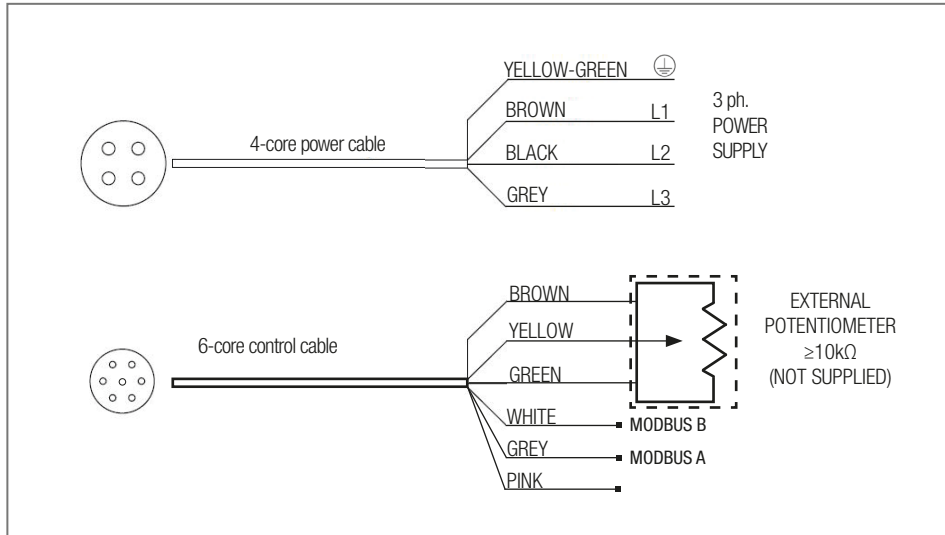 YELLOW-GREEN
BROWN L1
4-core power cable
BLACK L2
GREY L3
3 ph.
POWER
SUPPLY
BROWN
YELLOW
6-core control cable
GREEN
WHITE MODBUS B
GREY MODBUS A
PINK
EXTERNAL
POTENTIOMETER
≥10kΩ
(NOT SUPPLIED)